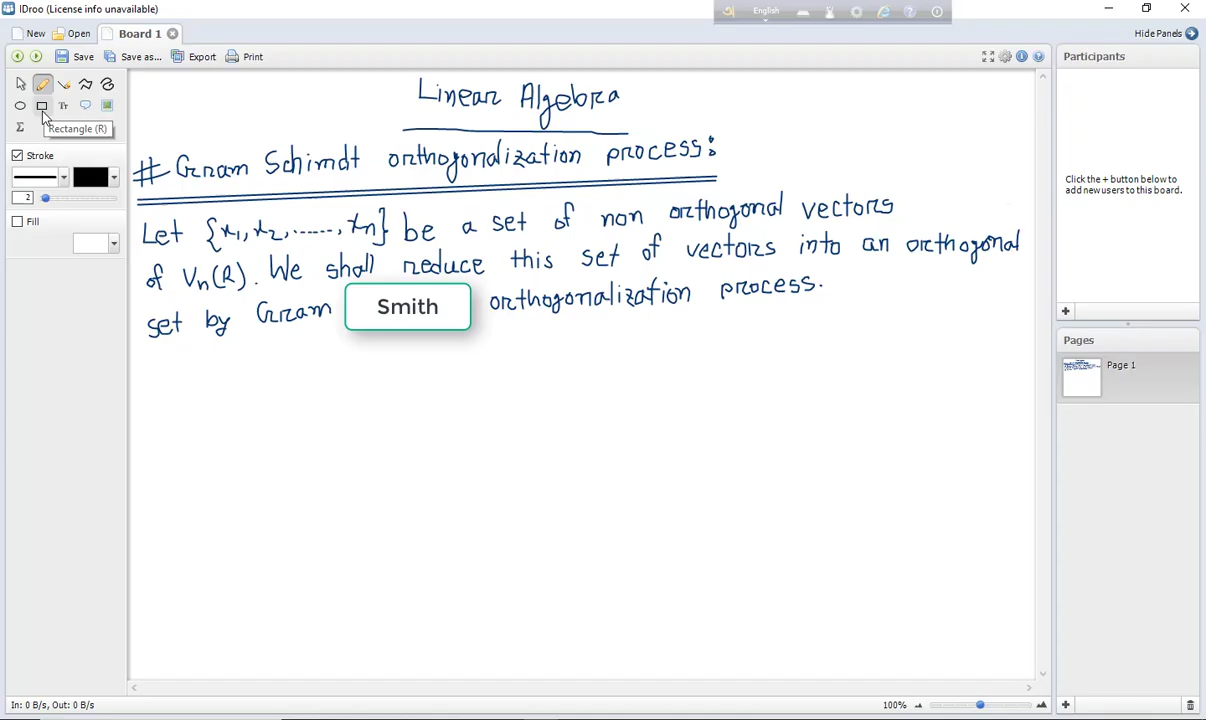 IDroo (License info unavailable)
English
New Open Board 1
Hide Panels
Save Save as... Export Print
Participants
Linear Algebra
Tr
Rectangle (R)
Σ
Stroke
# Gram Schimdt orthogonalization process:
2
Click the + button below to
add new users to this board.
Fill
Let {x1, x2, ......, xn} be a set of non orthogonal vectors
of Vn(R). We shall reduce this set of vectors into an orthogonal
set by Gram Smith orthogonalization process.
Pages
Page 1
In: 0 B/s, Out: 0 B/s
100%